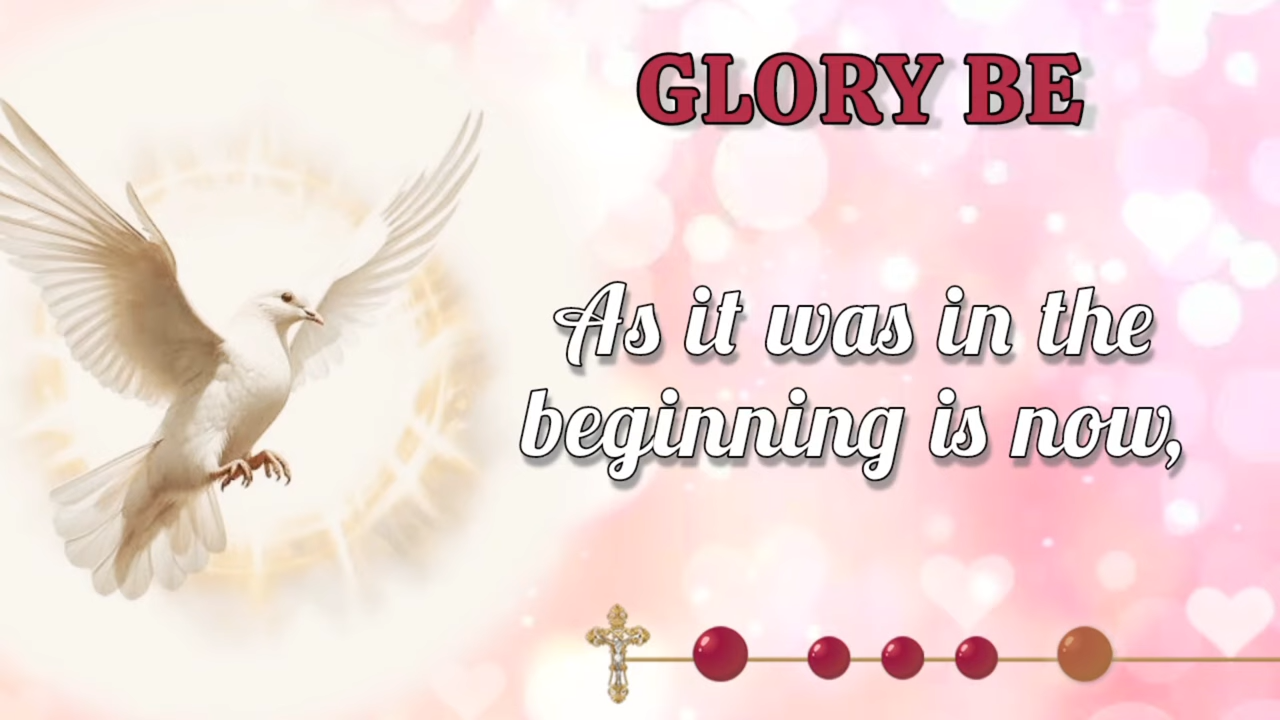 GLORY BE
As it was in the
beginning is now,